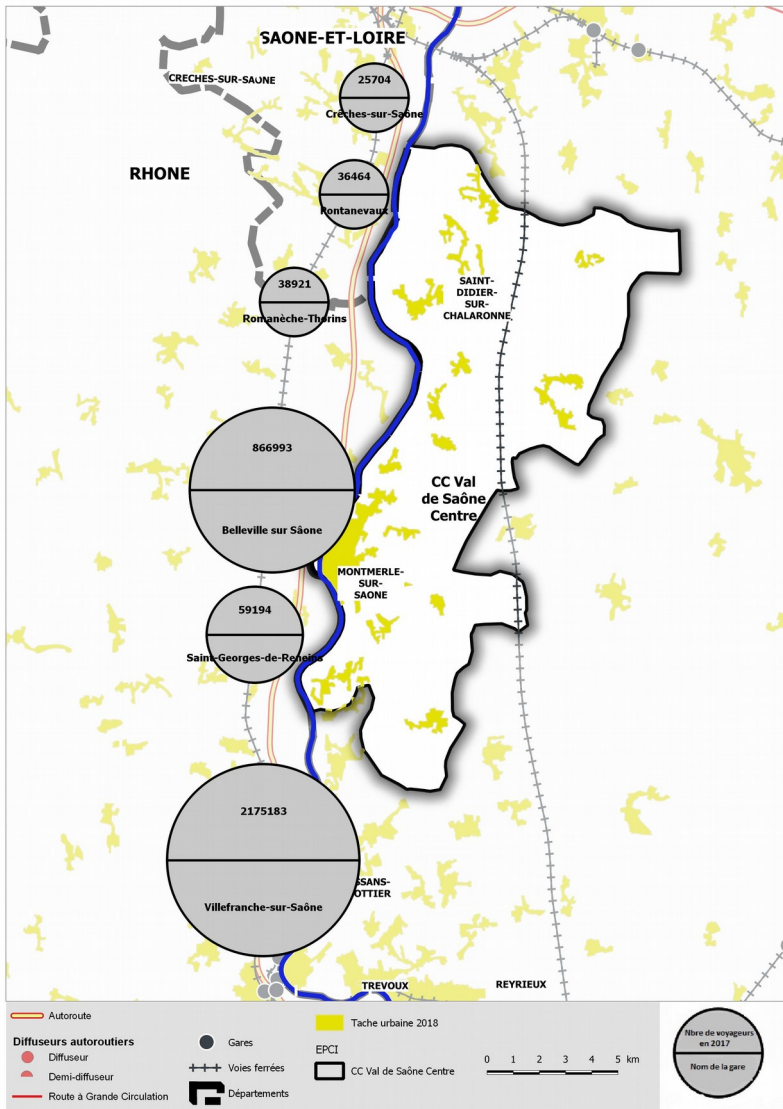 SAONE-ET-LOIRE
25704
CRECHES-SUR-SAONE
Crêches-sur-Saône
RHONE
36464
Pontanevaux
38921
SAINT-
DIDIER-
SUR-
CHALARONNE
Romanèche-Thorins
866993
CC Val
de Saône
Centre
Belleville sur Sâone
MONTMERLE-
SUR-
SAONE
59194
Saint-Georges-de-Reneins
2175183
SSANS-
OTTIER
Villefranche-sur-Saône
TREVOUX
REYRIEUX
Autoroute
Diffuseurs autoroutiers
Diffuseur
Demi-diffuseur
Route à Grande Circulation
Gares
Voies ferrées
Départements
Tache urbaine 2018
EPCI
CC Val de Saône Centre
0 1 2 3 4 5 km
Nbre de voyageurs
en 2017
Nom de la gare